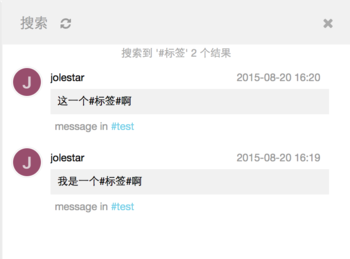 搜索
搜索到 '#标签' 2 个结果
J
jolestar 2015-08-20 16:20
这一个#标签#啊
message in #test
J
jolestar 2015-08-20 16:19
我是一个#标签#啊
message in #test